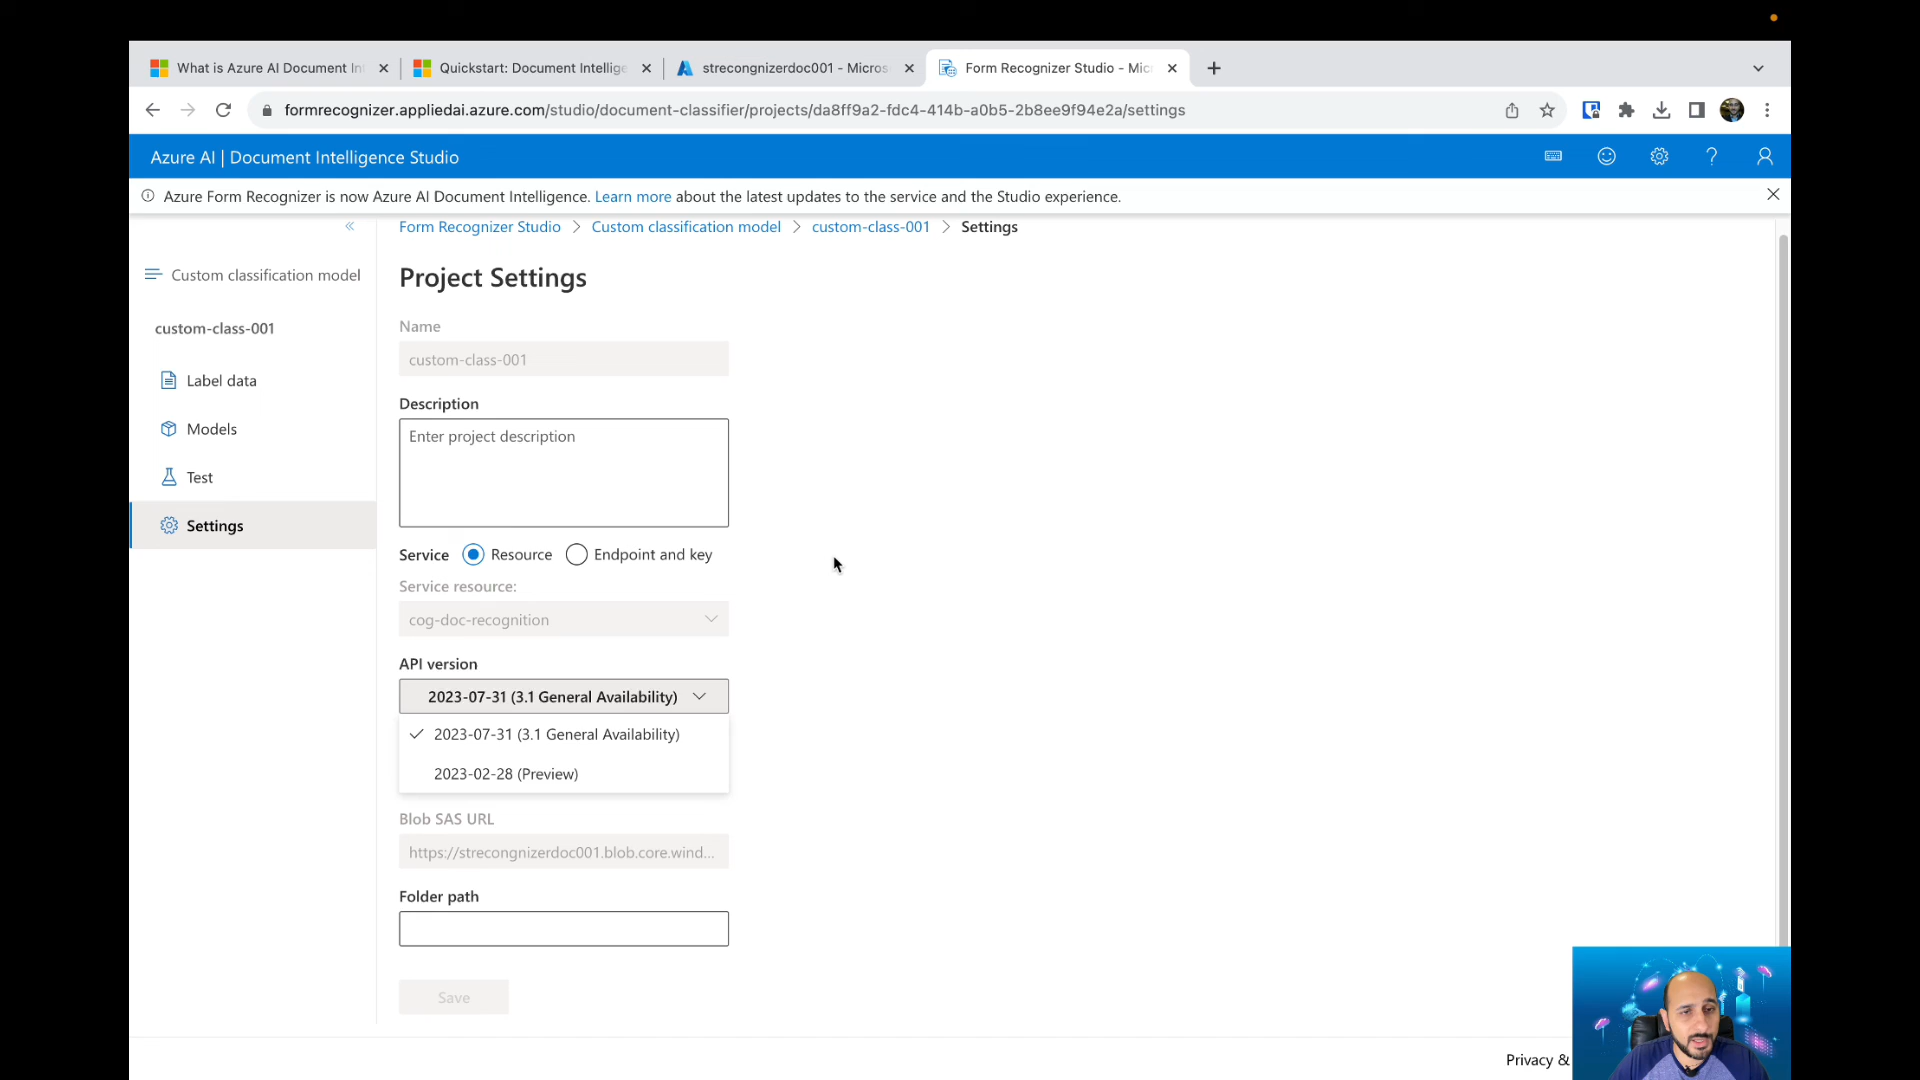 What is Azure AI Document In
Quickstart: Document Intellige
strecongnizerdoc001 - Micros
Form Recognizer Studio - Mic
formrecognizer.appliedai.azure.com/studio/document-classifier/projects/da8ff9a2-fdc4-414b-a0b5-2b8ee9f94e2a/settings
Azure AI | Document Intelligence Studio
Azure Form Recognizer is now Azure AI Document Intelligence. Learn more about the latest updates to the service and the Studio experience.
Form Recognizer Studio > Custom classification model > custom-class-001 > Settings
Custom classification model
custom-class-001
Label data
Models
Test
Settings
Project Settings
Name
custom-class-001
Description
Enter project description
Service Resource Endpoint and key
Service resource:
cog-doc-recognition
API version
2023-07-31 (3.1 General Availability)
2023-07-31 (3.1 General Availability)
2023-02-28 (Preview)
Blob SAS URL
https://strecongnizerdoc001.blob.core.wind...
Folder path
Save
Privacy &